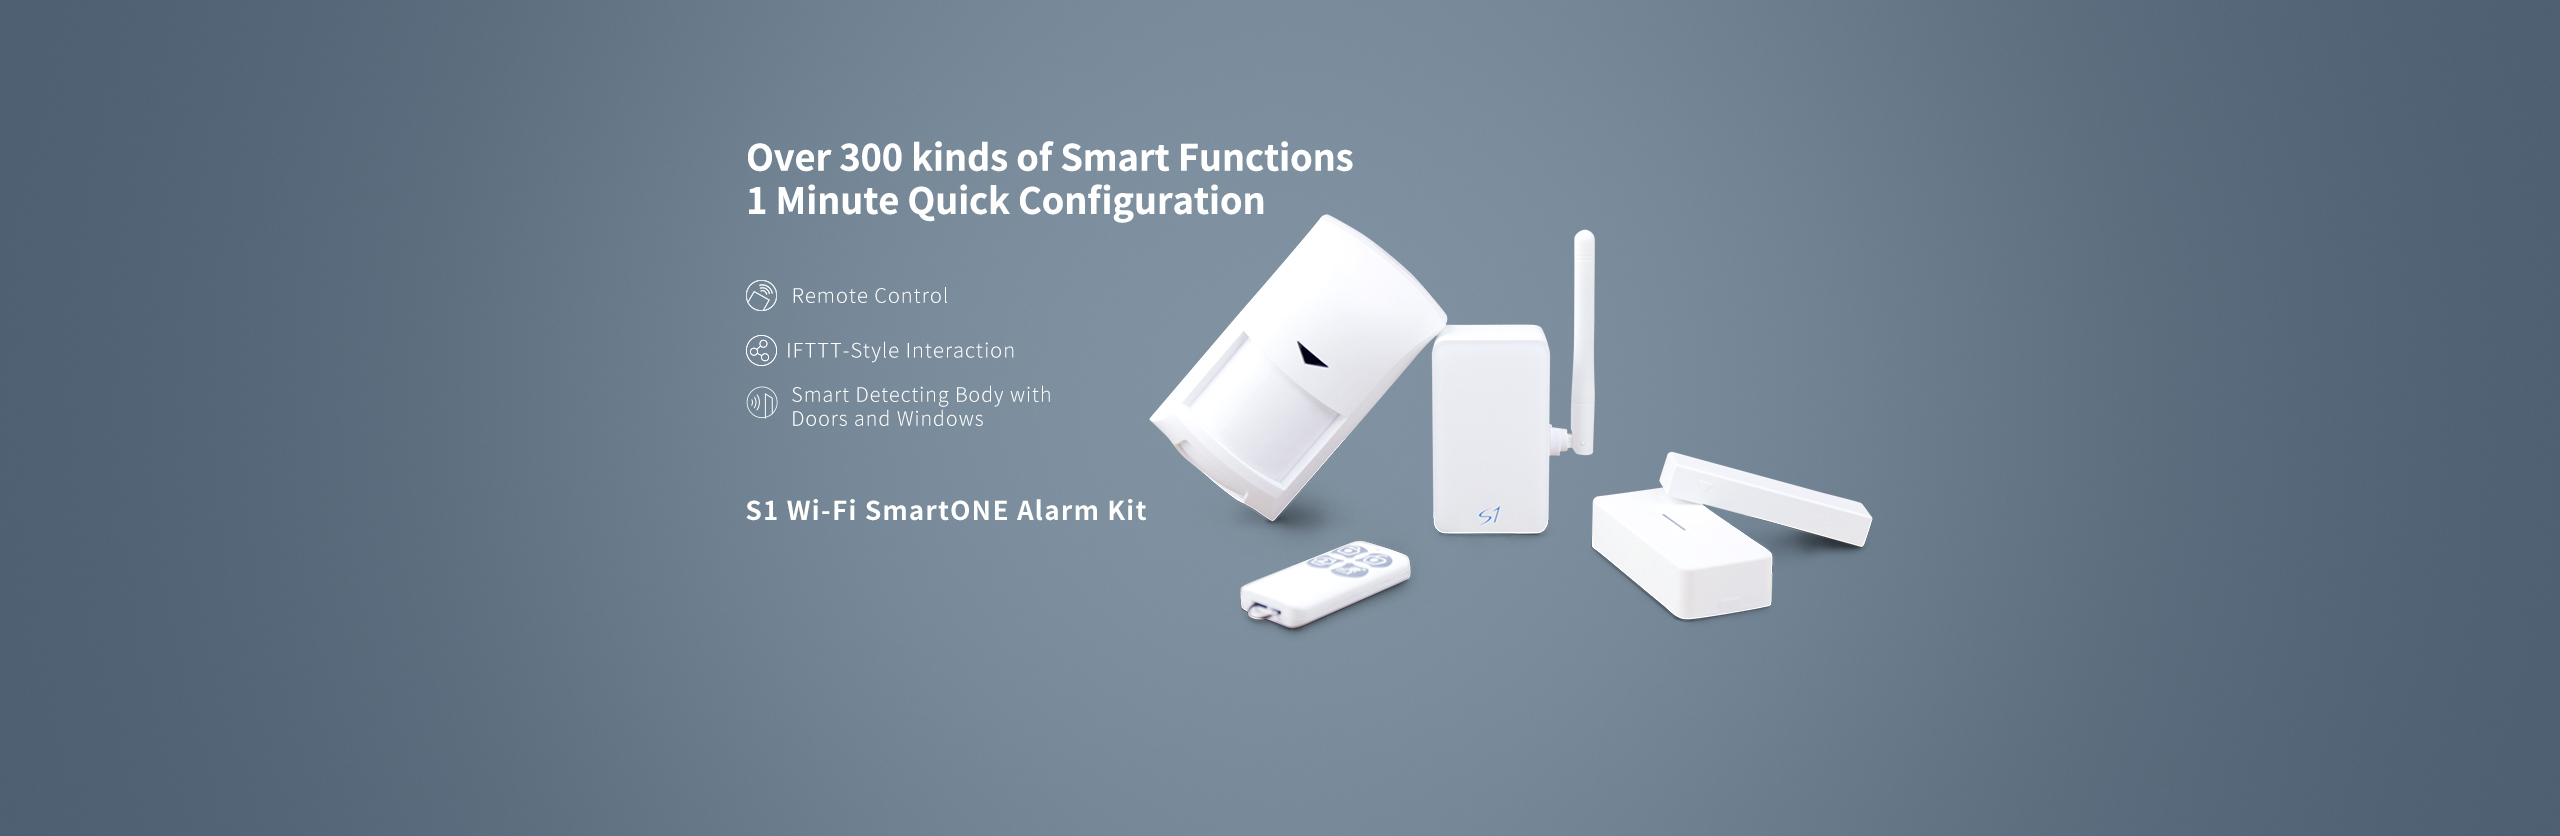 Over 300 kinds of Smart Functions
1 Minute Quick Configuration
Remote Control
IFTTT-Style Interaction
Smart Detecting Body with
Doors and Windows
S1 Wi-Fi SmartONE Alarm Kit
S1